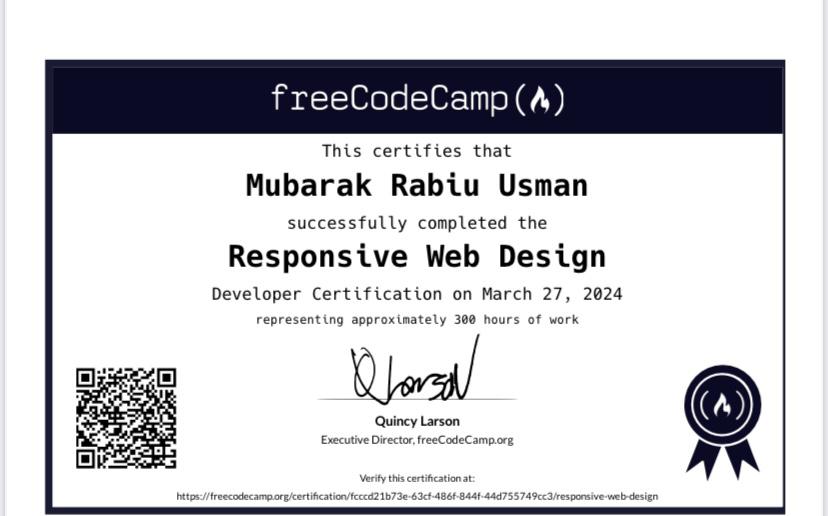 freeCodeCamp
This certifies that
Mubarak Rabiu Usman
successfully completed the
Responsive Web Design
Developer Certification on March 27, 2024
representing approximately 300 hours of work
Q Larson
Quincy Larson
Executive Director, freeCodeCamp.org
Verify this certification at:
https://freecodecamp.org/certification/fcccd21b73e-63cf-486f-844f-44d755749cc3/responsive-web-design